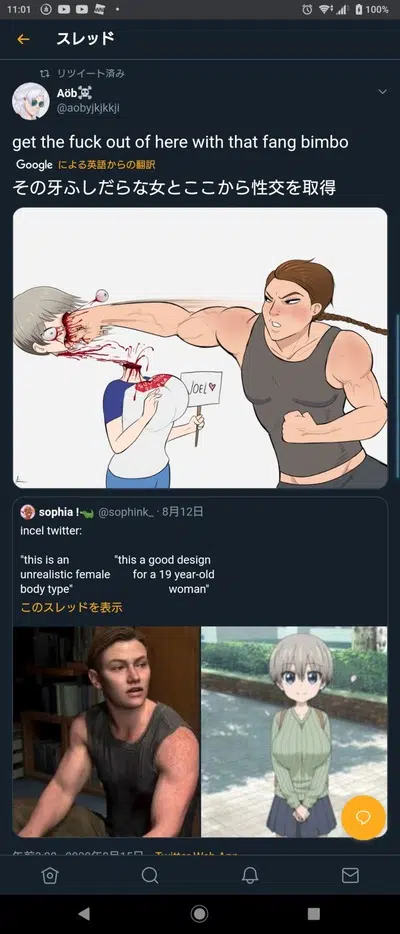 11:01
100%
スレッド
リツイート済み
Aöb☠
@aobyjkjkkji
get the fuck out of here with that fang bimbo
Google による英語からの翻訳
その牙ふしだらな女とここから性交を取得
JOEL♥
sophia !🐊 @sophink_ · 8月12日
incel twitter:
"this is an "this a good design
unrealistic female for a 19 year-old
body type" woman"
このスレッドを表示
Twitter Web App